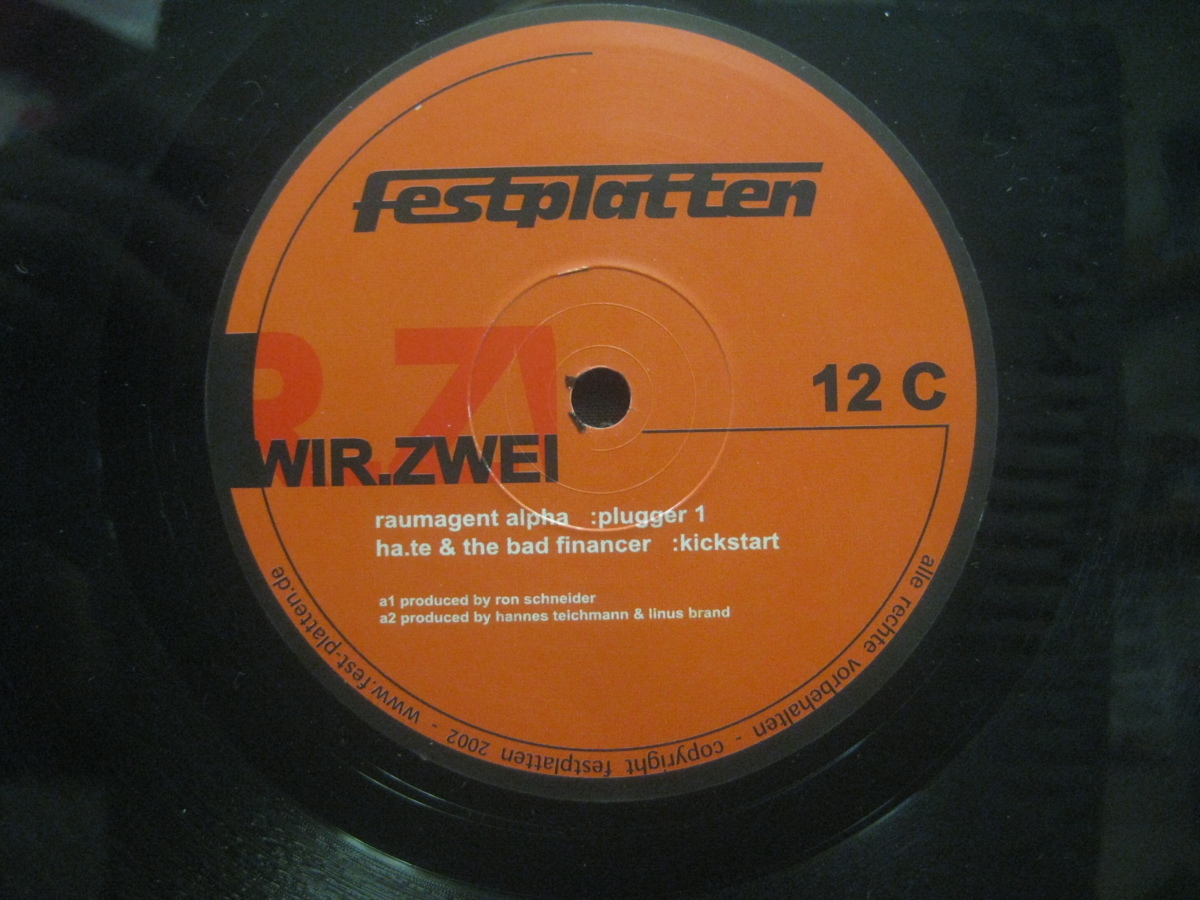 festplatten
12 C
WIR.ZWEI
raumagent alpha :plugger 1
ha.te & the bad financer :kickstart
a1 produced by ron schneider
a2 produced by hannes teichmann & linus brand
alle rechte vorbehalten - copyright festplatten 2002 - www.fest-platten.de